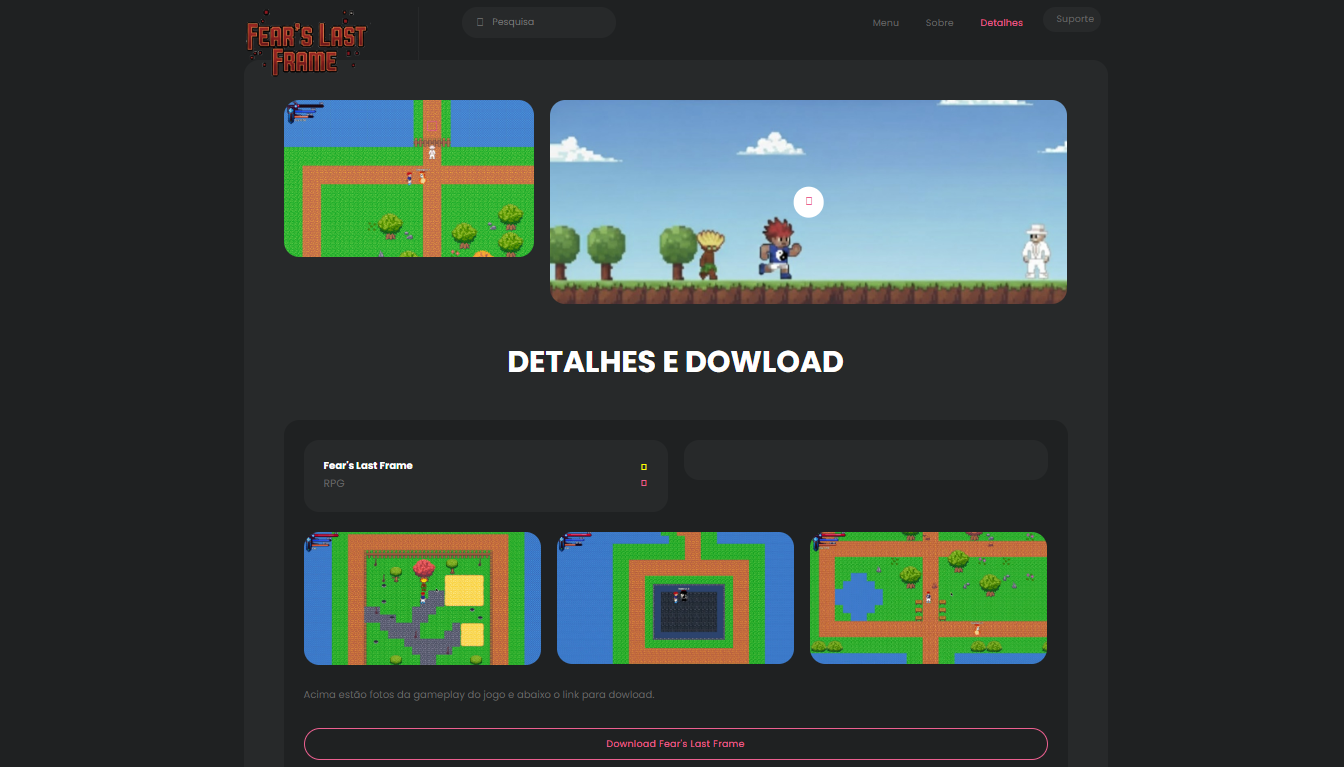 FEAR'S LAST
FRAME
Pesquisa
Menu
Sobre
Detalhes
Suporte
DETALHES E DOWLOAD
Fear's Last Frame
RPG
Acima estão fotos da gameplay do jogo e abaixo o link para dowload.
Download Fear's Last Frame